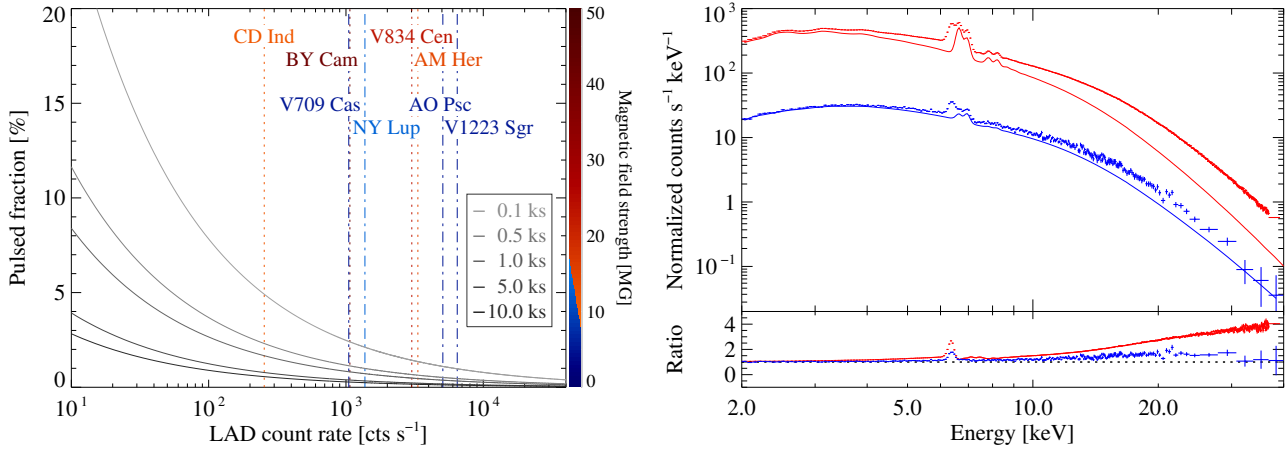 20
15
10
5
0
Pulsed fraction [%]
CD Ind
V834 Cen
BY Cam
AM Her
V709 Cas
AO Psc
NY Lup
V1223 Sgr
0.1 ks
0.5 ks
1.0 ks
5.0 ks
10.0 ks
10^1
10^2
10^3
10^4
LAD count rate [cts s^−1]
50
40
30
20
10
0
Magnetic field strength [MG]
10^3
10^2
10
1
10^−1
Normalized counts s^−1 keV^−1
4
2
0
Ratio
2.0
5.0
10.0
20.0
Energy [keV]